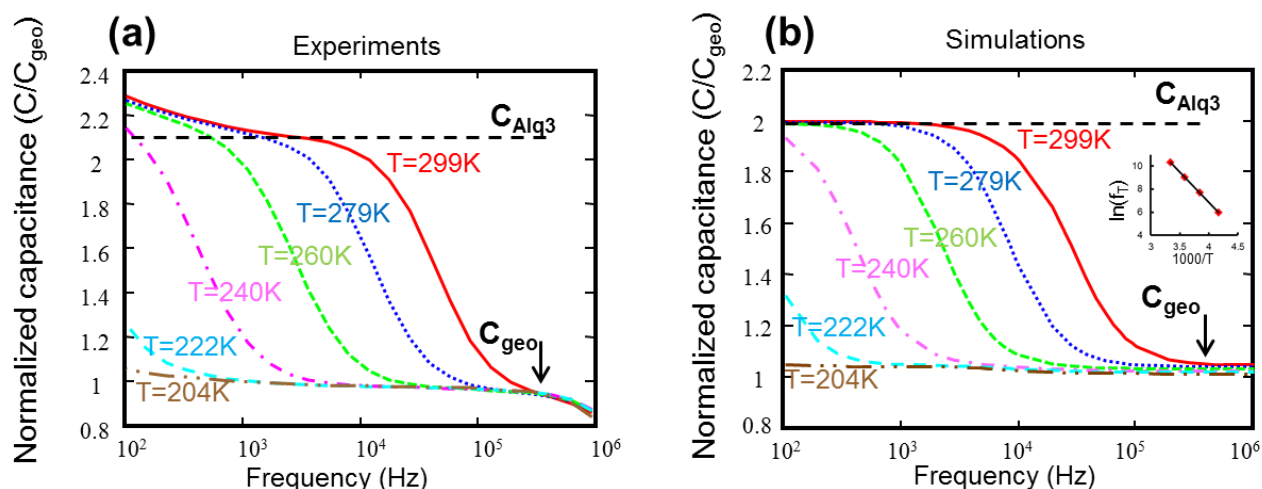 (a)
Experiments
Normalized capacitance (C/Cgeo)
2.4
2.2
2
1.8
1.6
1.4
1.2
1
0.8
CAlq3
T=299K
T=279K
T=260K
T=240K
T=222K
T=204K
Cgeo
10² 10³ 10⁴ 10⁵ 10⁶
Frequency (Hz)
(b)
Simulations
Normalized capacitance (C/Cgeo)
2.4
2.2
2
1.8
1.6
1.4
1.2
1
0.8
CAlq3
T=299K
T=279K
T=260K
T=240K
T=222K
T=204K
Cgeo
ln(fT)
10
8
6
3 3.5 4 4.5
1000/T
10² 10³ 10⁴ 10⁵ 10⁶
Frequency (Hz)